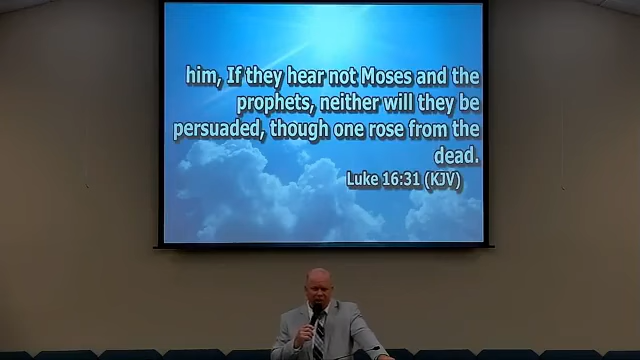 him, If they hear not Moses and the
prophets, neither will they be
persuaded, though one rose from the
dead.
Luke 16:31 (KJV)